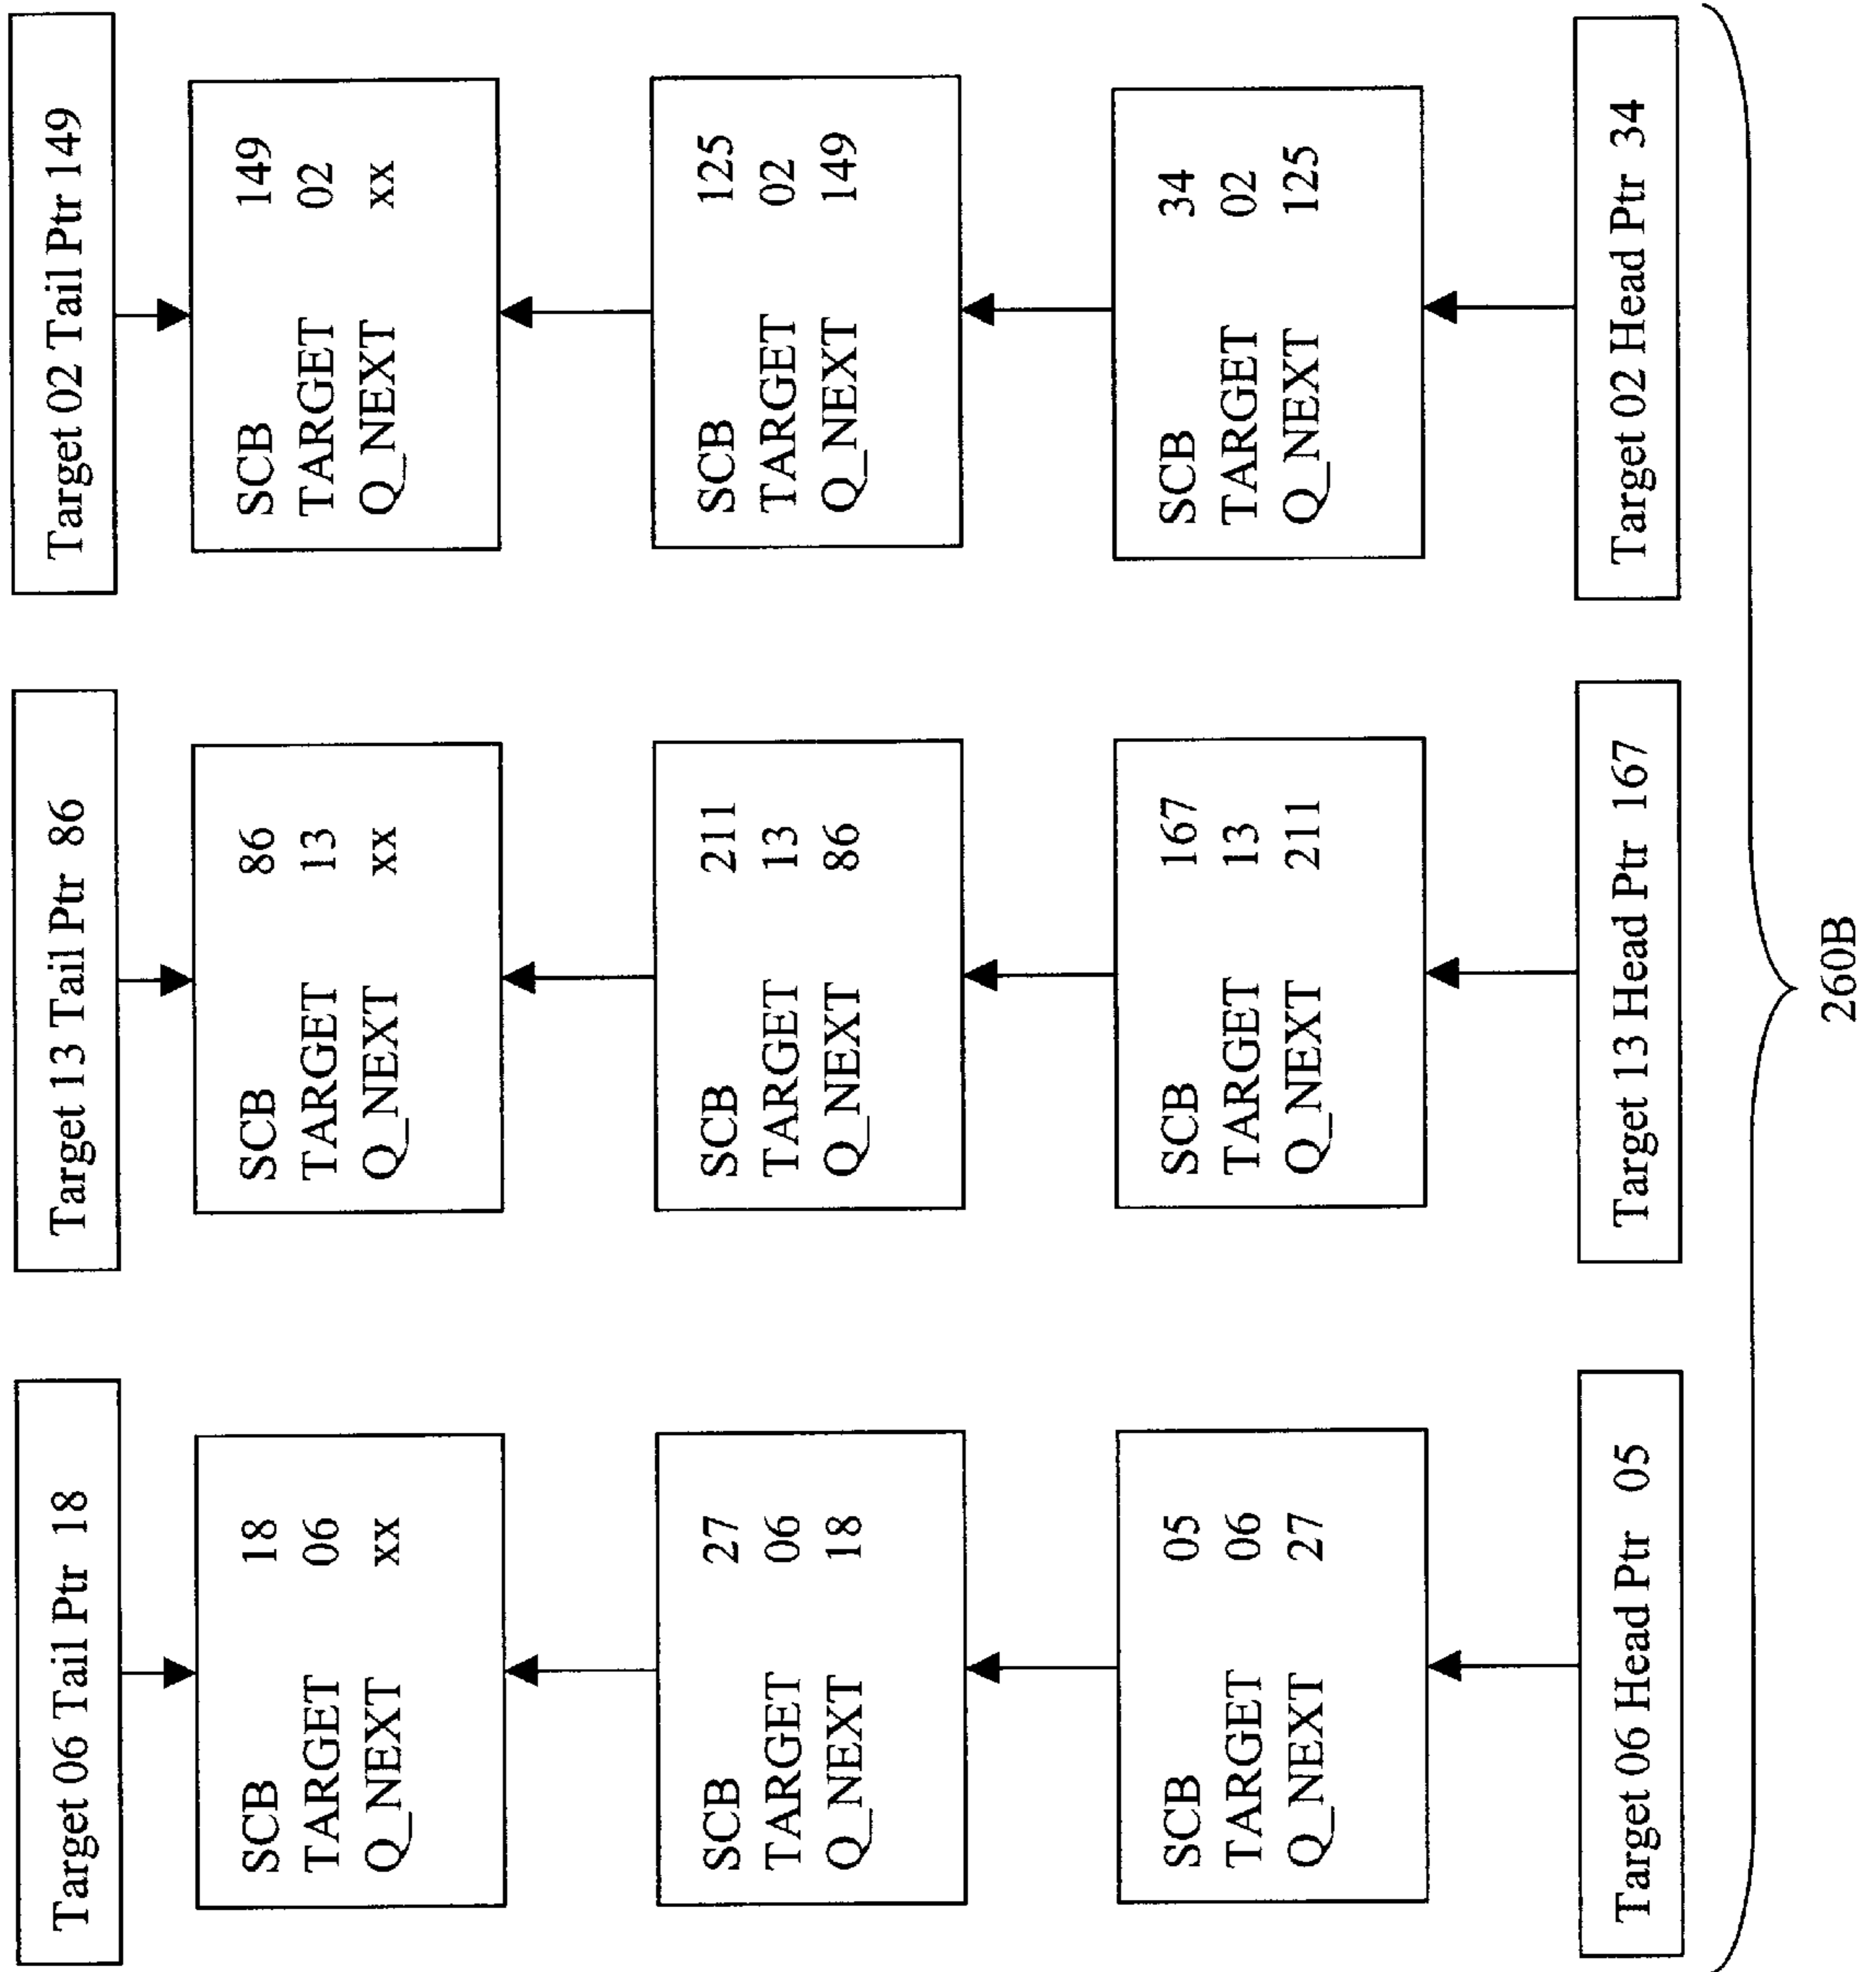 Target 06 Tail Ptr 18
SCB 18
TARGET 06
Q_NEXT xx
SCB 27
TARGET 06
Q_NEXT 18
SCB 05
TARGET 06
Q_NEXT 27
Target 06 Head Ptr 05
Target 13 Tail Ptr 86
SCB 86
TARGET 13
Q_NEXT xx
SCB 211
TARGET 13
Q_NEXT 86
SCB 167
TARGET 13
Q_NEXT 211
Target 13 Head Ptr 167
Target 02 Tail Ptr 149
SCB 149
TARGET 02
Q_NEXT xx
SCB 125
TARGET 02
Q_NEXT 149
SCB 34
TARGET 02
Q_NEXT 125
Target 02 Head Ptr 34
260B